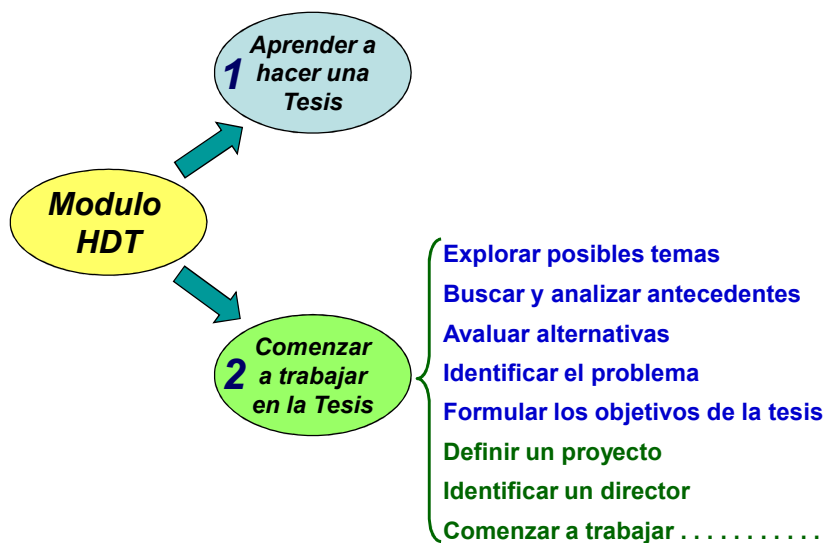 1
Aprender a
hacer una
Tesis
Modulo
HDT
2
Comenzar
a trabajar
en la Tesis
Explorar posibles temas
Buscar y analizar antecedentes
Avaluar alternativas
Identificar el problema
Formular los objetivos de la tesis
Definir un proyecto
Identificar un director
Comenzar a trabajar . . . . . . . . . . .